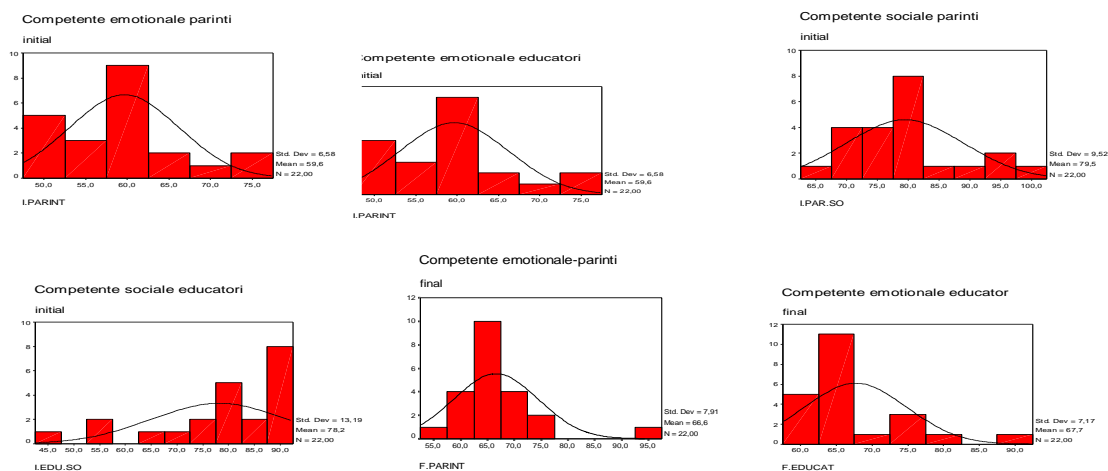 Competente emotionale parinti
initial
10
8
6
4
2
0
50,0 55,0 60,0 65,0 70,0 75,0
Std. Dev = 6,58
Mean = 59,6
N = 22,00
I.PARINT
Competente emotionale educatori
initial
50,0 55,0 60,0 65,0 70,0 75,0
Std. Dev = 6,58
Mean = 59,6
N = 22,00
I.PARINT
Competente sociale parinti
initial
10
8
6
4
2
0
65,0 70,0 75,0 80,0 85,0 90,0 95,0 100,0
Std. Dev = 9,52
Mean = 79,5
N = 22,00
I.PAR.SO
Competente sociale educatori
initial
10
8
6
4
2
0
45,0 50,0 55,0 60,0 65,0 70,0 75,0 80,0 85,0 90,0
Std. Dev = 13,19
Mean = 78,2
N = 22,00
I.EDU.SO
Competente emotionale-parinti
final
12
10
8
6
4
2
0
55,0 60,0 65,0 70,0 75,0 80,0 85,0 90,0 95,0
Std. Dev = 7,91
Mean = 66,6
N = 22,00
F.PARINT
Competente emotionale educator
final
12
10
8
6
4
2
0
60,0 65,0 70,0 75,0 80,0 85,0 90,0
Std. Dev = 7,17
Mean = 67,7
N = 22,00
F.EDUCAT